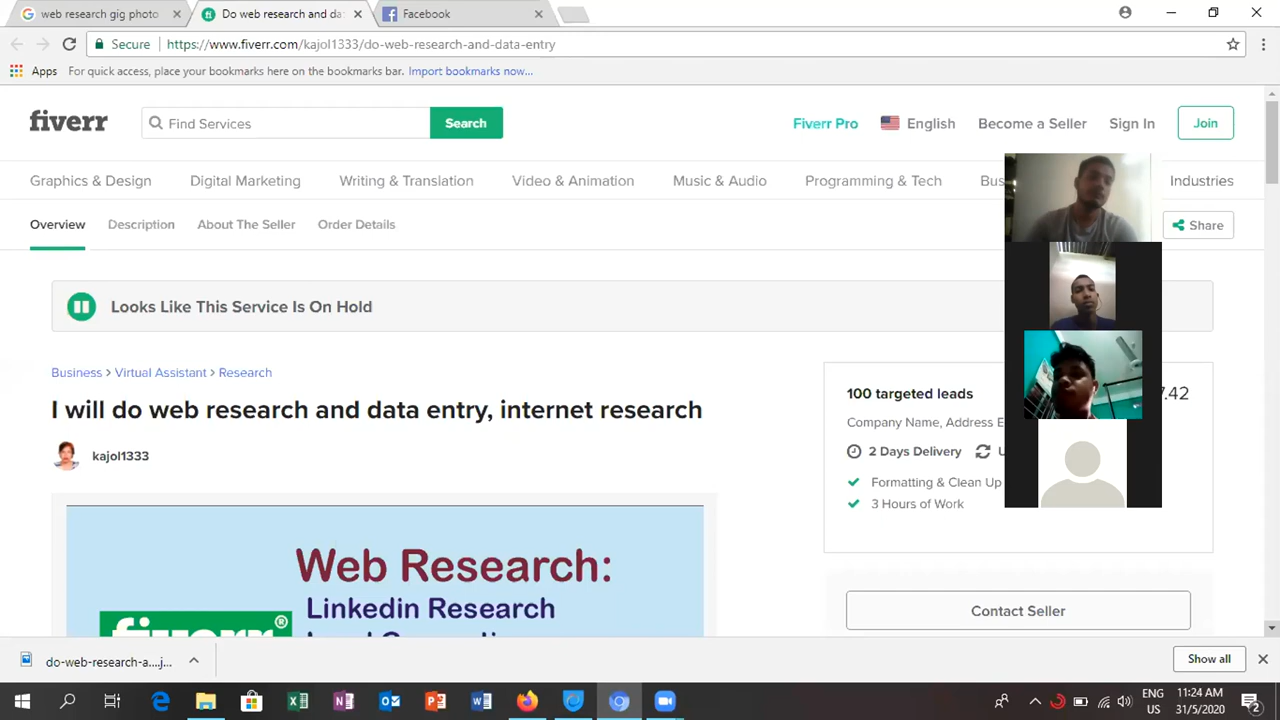 web research gig photo
Do web research and da
Facebook
Secure
https://www.fiverr.com/kajol1333/do-web-research-and-data-entry
Apps
For quick access, place your bookmarks here on the bookmarks bar. Import bookmarks now...
fiverr
Find Services
Search
Fiverr Pro
English
Become a Seller
Sign In
Join
Graphics & Design
Digital Marketing
Writing & Translation
Video & Animation
Music & Audio
Programming & Tech
Industries
Overview
Description
About The Seller
Order Details
Share
Looks Like This Service Is On Hold
Business > Virtual Assistant > Research
I will do web research and data entry, internet research
kajol1333
100 targeted leads
7.42
Company Name, Address E
2 Days Delivery
Formatting & Clean Up
3 Hours of Work
Contact Seller
Web Research:
Linkedin Research
fiverr®
do-web-research-a....j...
Show all
ENG
US
11:24 AM
31/5/2020
2